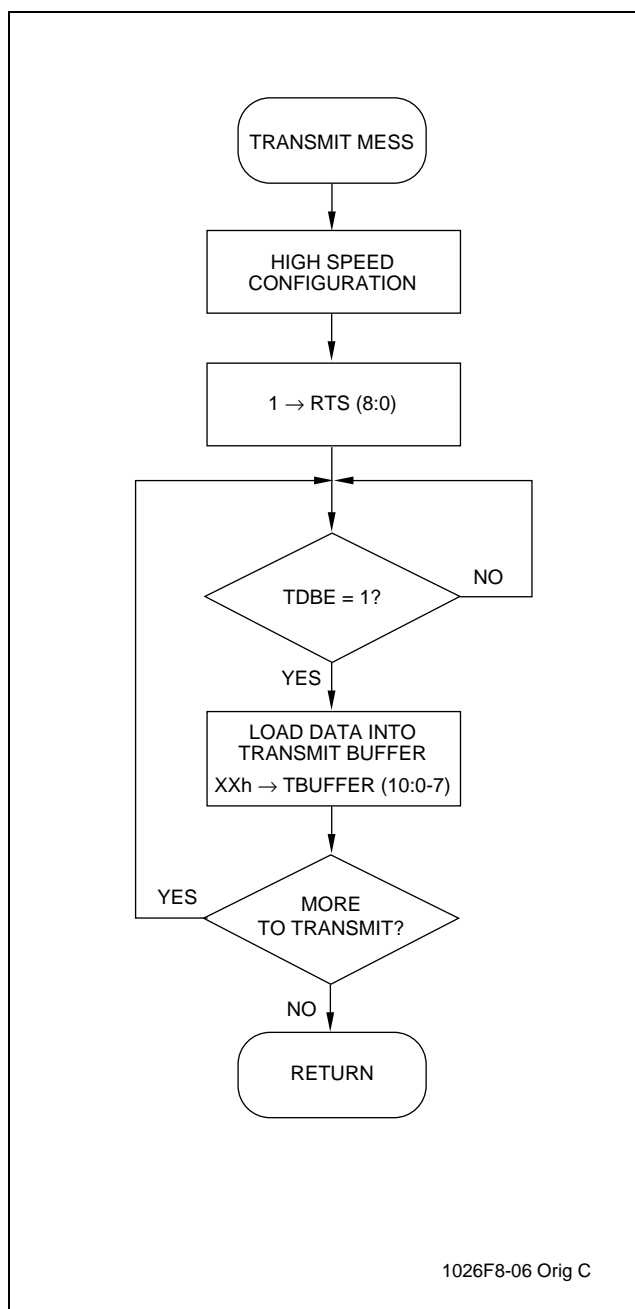 TRANSMIT MESS
HIGH SPEED
CONFIGURATION
1 → RTS (8:0)
TDBE = 1?
NO
YES
LOAD DATA INTO
TRANSMIT BUFFER
XXh → TBUFFER (10:0-7)
YES
MORE
TO TRANSMIT?
NO
RETURN
1026F8-06 Orig C